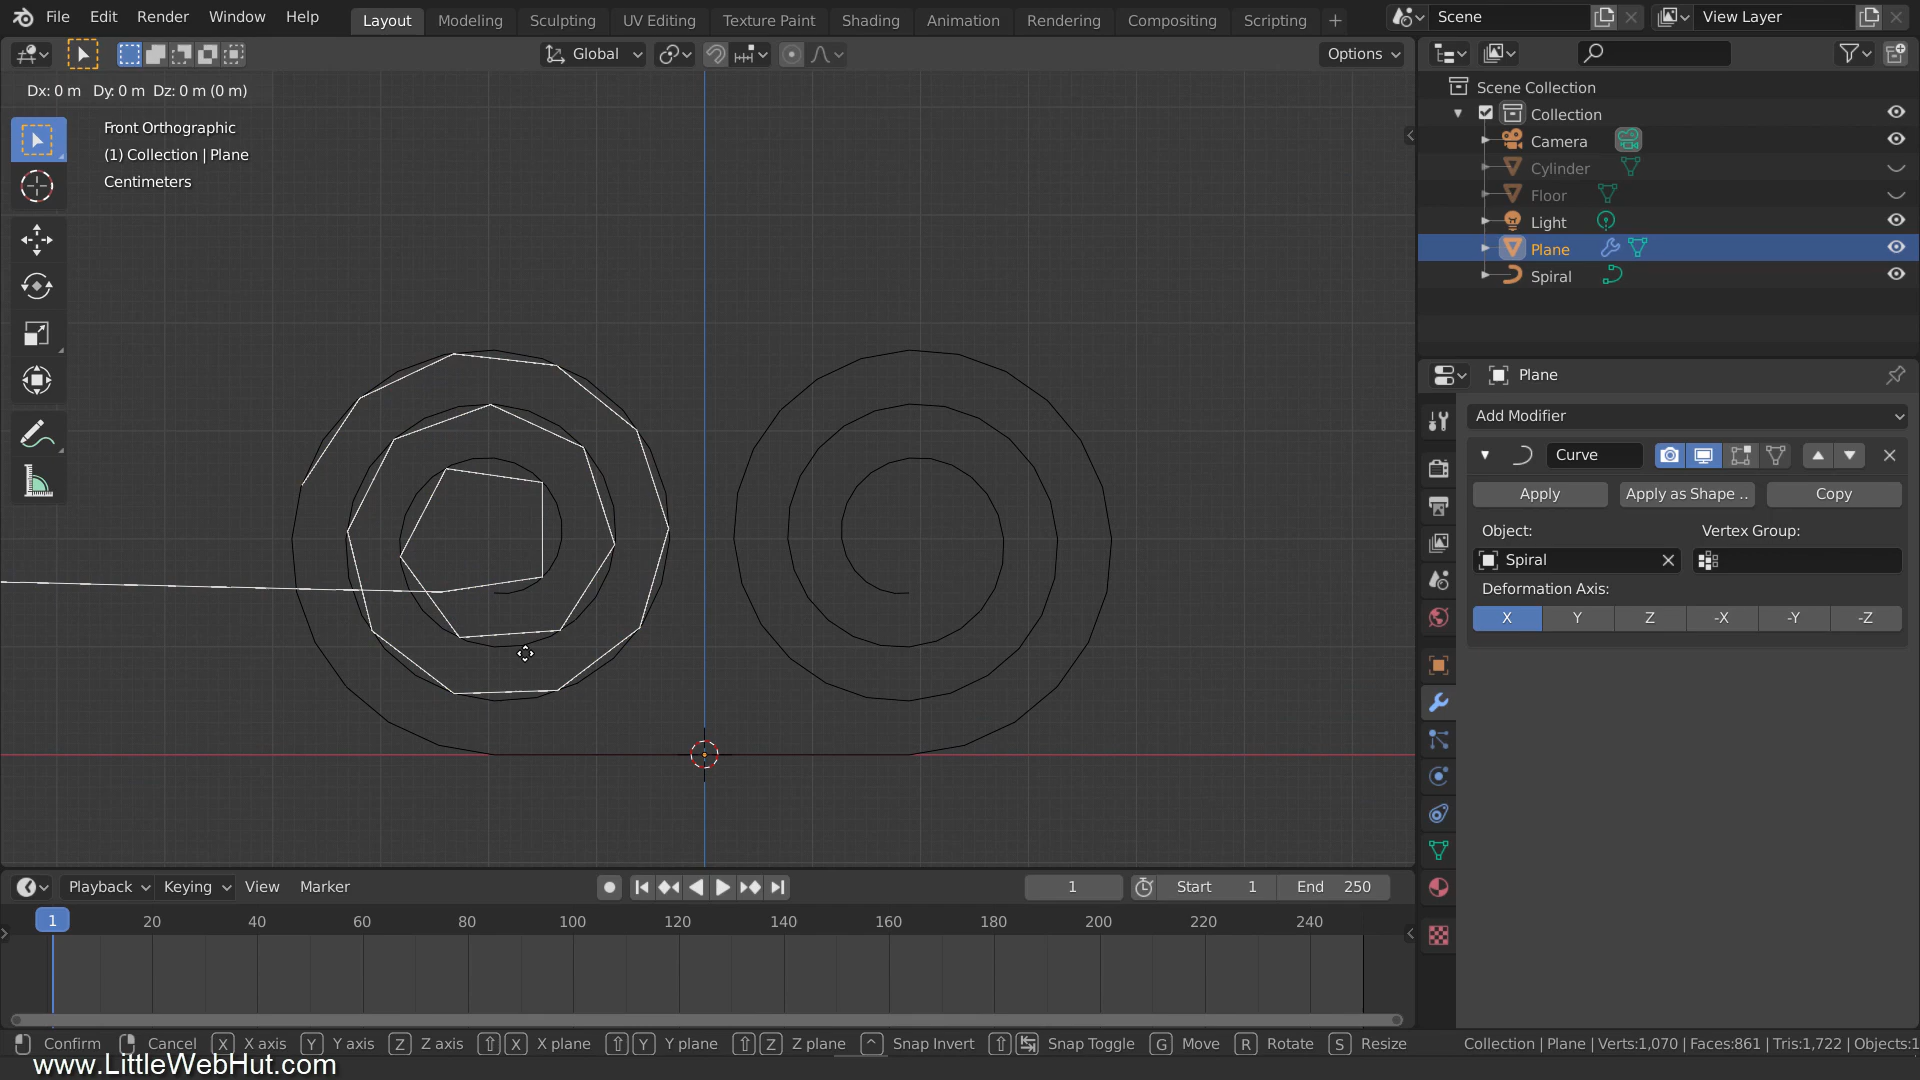 File Edit Render Window Help Layout Modeling Sculpting UV Editing Texture Paint Shading Animation Rendering Compositing Scripting + Scene View Layer
Global Options
Dx: 0 m Dy: 0 m Dz: 0 m (0 m)
Front Orthographic
(1) Collection | Plane
Centimeters
Scene Collection
Collection
Camera
Cylinder
Floor
Light
Plane
Spiral
Plane
Add Modifier
Curve
Apply Apply as Shape .. Copy
Object: Vertex Group:
Spiral
Deformation Axis:
X Y Z -X -Y -Z
Playback Keying View Marker 1 Start 1 End 250
1 20 40 60 80 100 120 140 160 180 200 220 240
Confirm Cancel X X axis Y Y axis Z Z axis X X plane Y Y plane Z Z plane ^ Snap Invert Snap Toggle G Move R Rotate S Resize Collection | Plane | Verts:1,070 | Faces:861 | Tris:1,722 | Objects:1
www.LittleWebHut.com